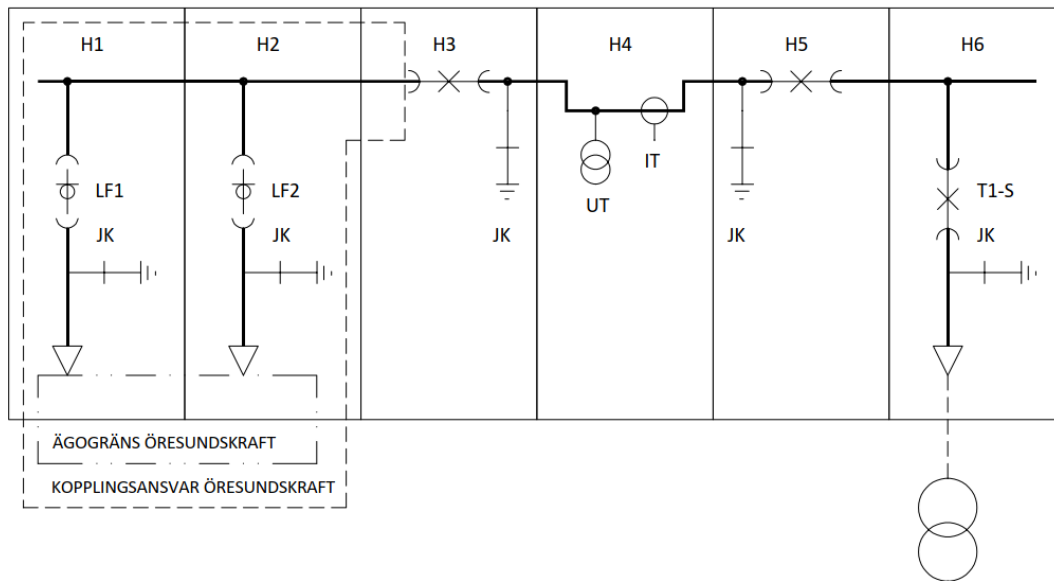 H1
H2
H3
H4
H5
H6
LF1
LF2
IT
T1-S
UT
JK
JK
JK
JK
JK
ÄGOGRÄNS ÖRESUNDSKRAFT
KOPPLINGSANSVAR ÖRESUNDSKRAFT